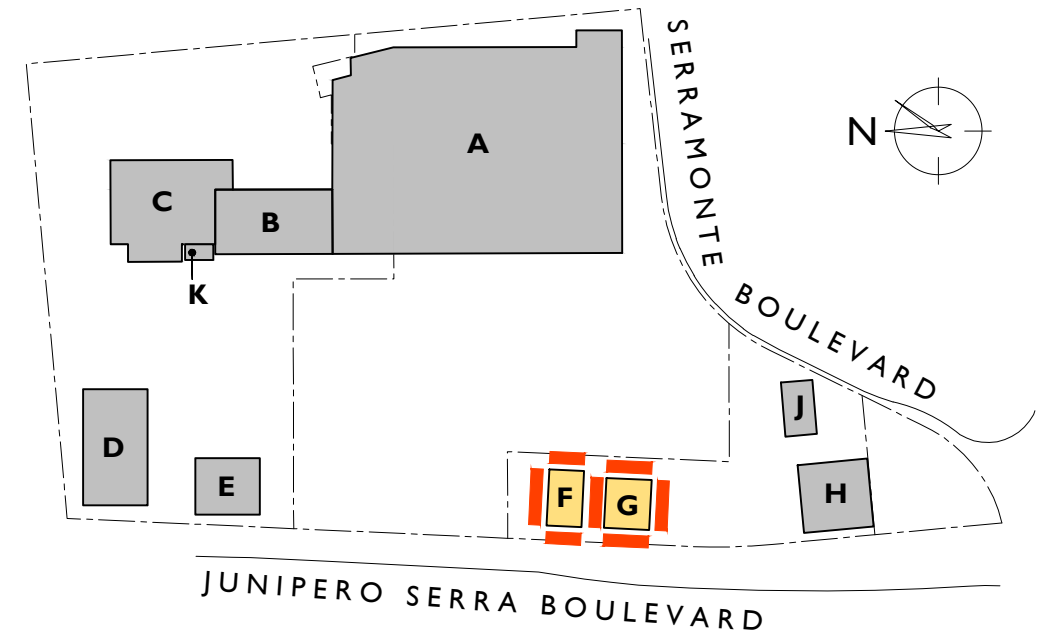 SERRAMONTE BOULEVARD
A
N
C
B
K
J
D
E
F
G
H
JUNIPERO SERRA BOULEVARD